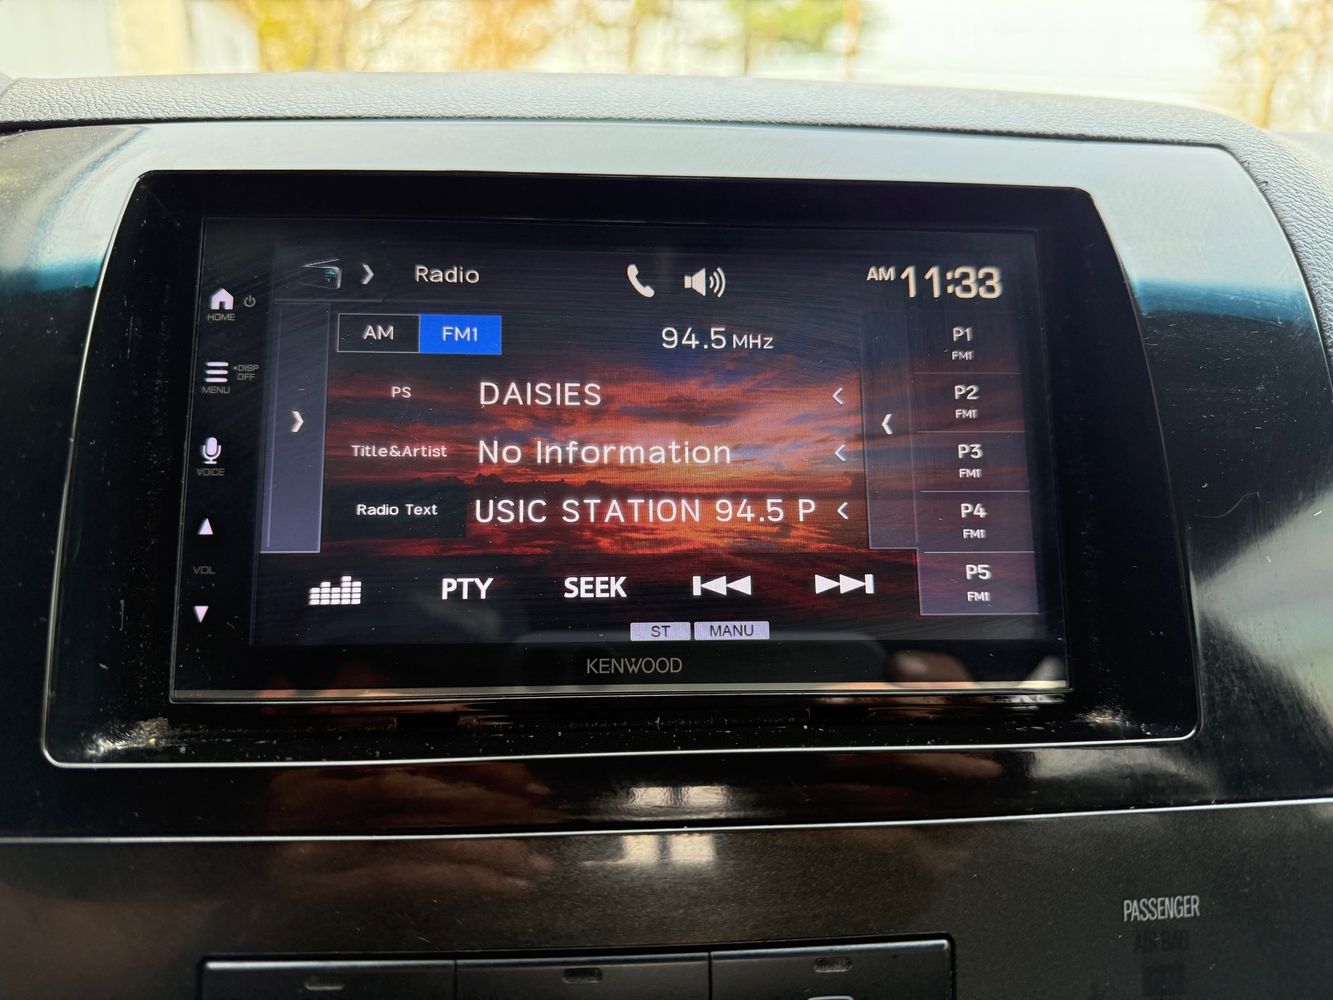 Radio
AM 11:33
HOME
AM FM1
94.5 MHz
P1
FM1
MENU
*DISP
OFF
PS DAISIES
P2
FM1
VOICE
Title&Artist No Information
P3
FM1
Radio Text USIC STATION 94.5 P
P4
FM1
VOL
PTY SEEK
P5
FM1
ST MANU
KENWOOD
PASSENGER
AIR BAG